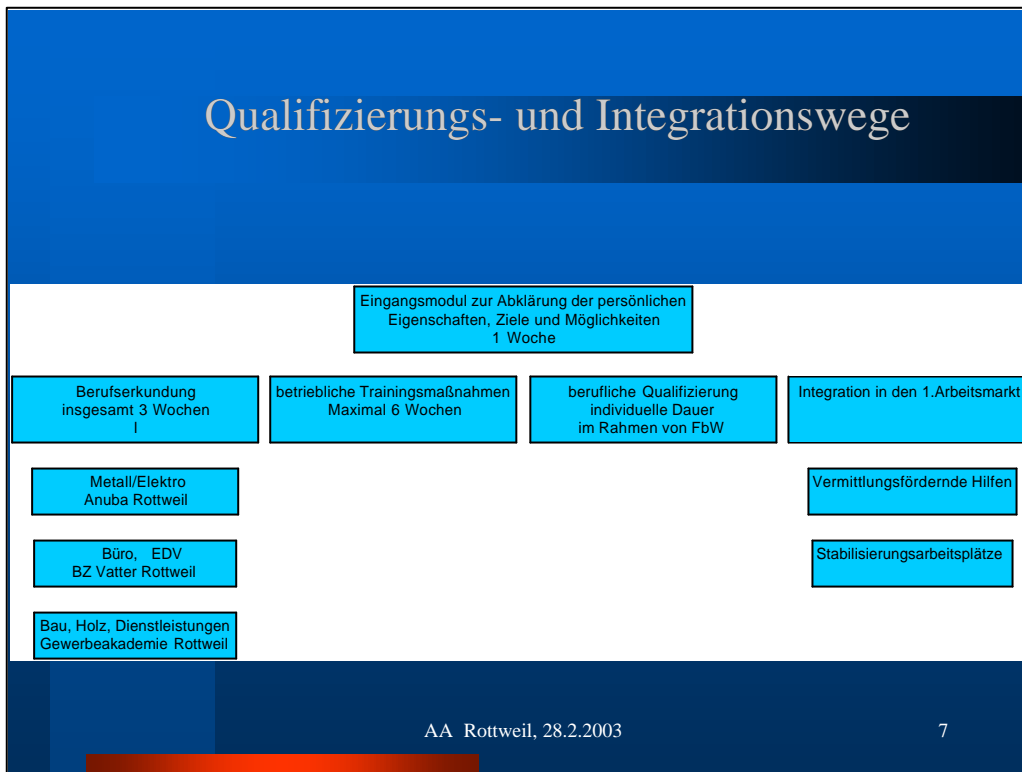 Qualifizierungs- und Integrationswege
Eingangsmodul zur Abklärung der persönlichen
Eigenschaften, Ziele und Möglichkeiten
1 Woche
Berufserkundung
insgesamt 3 Wochen
I
betriebliche Trainingsmaßnahmen
Maximal 6 Wochen
berufliche Qualifizierung
individuelle Dauer
im Rahmen von FbW
Integration in den 1.Arbeitsmarkt
Metall/Elektro
Anuba Rottweil
Büro, EDV
BZ Vatter Rottweil
Bau, Holz, Dienstleistungen
Gewerbeakademie Rottweil
Vermittlungsfördernde Hilfen
Stabilisierungsarbeitsplätze
AA Rottweil, 28.2.2003
7